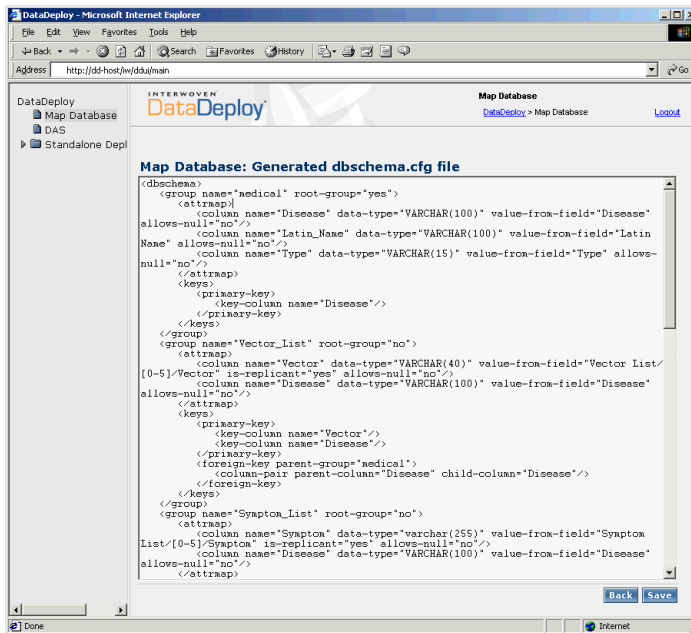 DataDeploy - Microsoft Internet Explorer
File Edit View Favorites Tools Help
Back Search Favorites History
Address http://dd-host/iw/ddui/main Go
DataDeploy
Map Database
DAS
Standalone Depl
INTERWOVEN
DataDeploy
Map Database
DataDeploy > Map Database Logout
Map Database: Generated dbschema.cfg file
<dbschema>
<group name="medical" root-group="yes">
<attrmap>
<column name="Disease" data-type="VARCHAR(100)" value-from-field="Disease"
allows-null="no"/>
<column name="Latin_Name" data-type="VARCHAR(100)" value-from-field="Latin
Name" allows-null="no"/>
<column name="Type" data-type="VARCHAR(15)" value-from-field="Type" allows-
null="no"/>
</attrmap>
<keys>
<primary-key>
<key-column name="Disease"/>
</primary-key>
</keys>
</group>
<group name="Vector_List" root-group="no">
<attrmap>
<column name="Vector" data-type="VARCHAR(40)" value-from-field="Vector List/
[0-5]/Vector" is-replicant="yes" allows-null="no"/>
<column name="Disease" data-type="VARCHAR(100)" value-from-field="Disease"
allows-null="no"/>
</attrmap>
<keys>
<primary-key>
<key-column name="Vector"/>
<key-column name="Disease"/>
</primary-key>
<foreign-key parent-group="medical">
<column-pair parent-column="Disease" child-column="Disease"/>
</foreign-key>
</keys>
</group>
<group name="Symptom_List" root-group="no">
<attrmap>
<column name="Symptom" data-type="varchar(255)" value-from-field="Symptom
List/[0-5]/Symptom" is-replicant="yes" allows-null="no"/>
<column name="Disease" data-type="VARCHAR(100)" value-from-field="Disease"
allows-null="no"/>
</attrmap>
Back Save
Done Internet